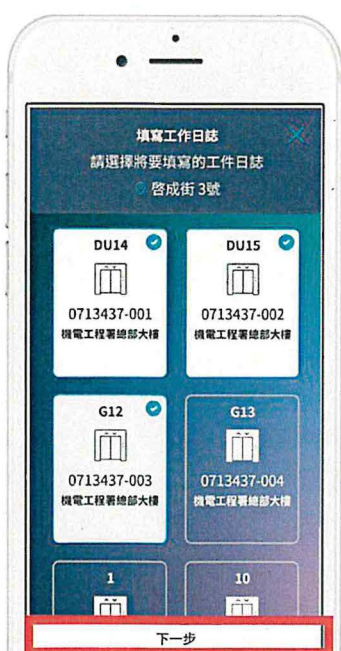 填寫工作日誌
請選擇將要填寫的工件日誌
啓成街 3號
DU14
0713437-001
機電工程署總部大樓
DU15
0713437-002
機電工程署總部大樓
G12
0713437-003
機電工程署總部大樓
G13
0713437-004
機電工程署總部大樓
1
10
下一步